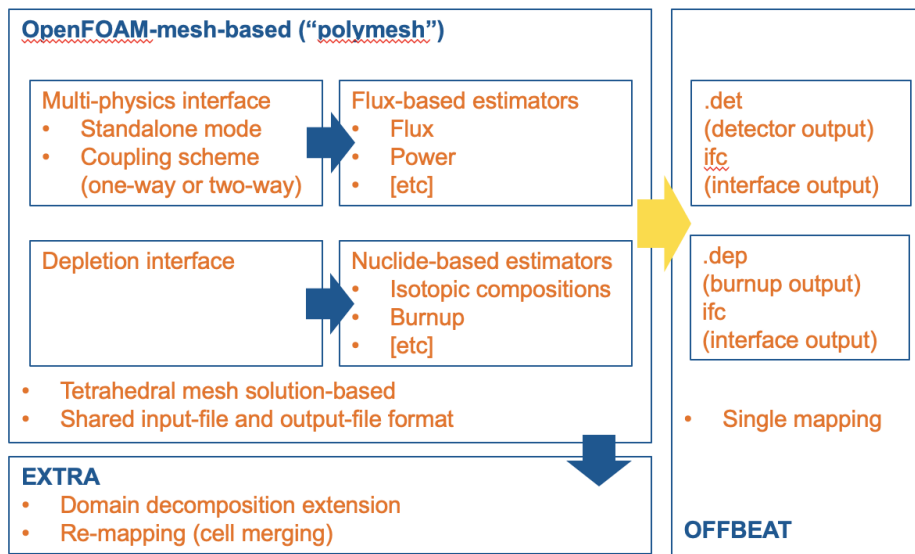 OpenFOAM-mesh-based (“polymesh”)
Multi-physics interface
• Standalone mode
• Coupling scheme
(one-way or two-way)
Flux-based estimators
• Flux
• Power
• [etc]
Depletion interface
Nuclide-based estimators
• Isotopic compositions
• Burnup
• [etc]
• Tetrahedral mesh solution-based
• Shared input-file and output-file format
EXTRA
• Domain decomposition extension
• Re-mapping (cell merging)
.det
(detector output)
ifc
(interface output)
.dep
(burnup output)
ifc
(interface output)
• Single mapping
OFFBEAT